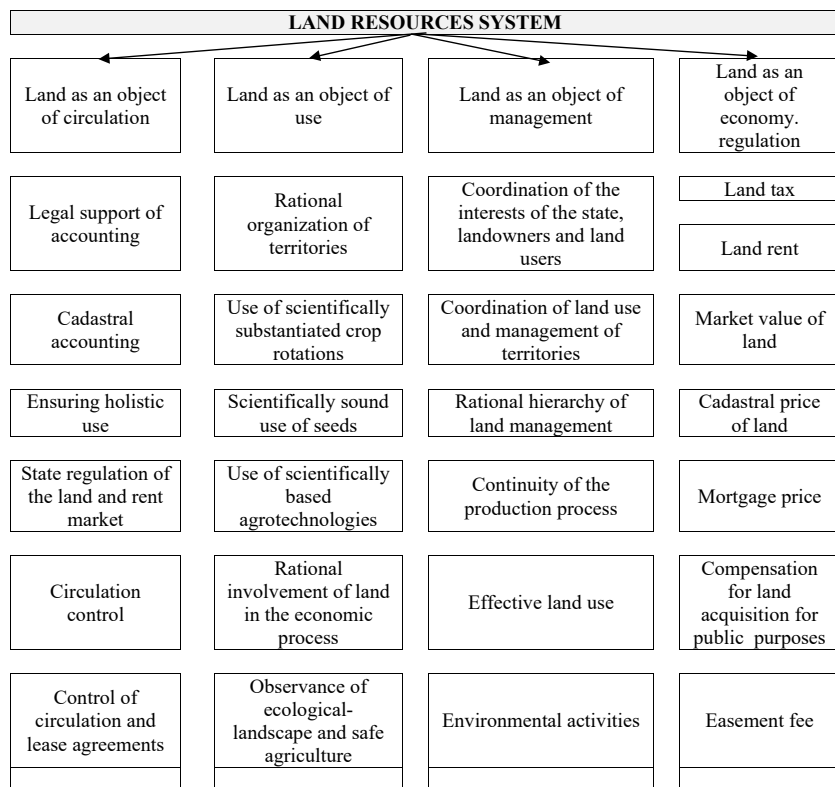 LAND RESOURCES SYSTEM
Land as an object
of circulation
Land as an object of
use
Land as an object of
management
Land as an
object of
economy.
regulation
Legal support of
accounting
Rational
organization of
territories
Coordination of the
interests of the state,
landowners and land
users
Land tax
Land rent
Cadastral
accounting
Use of scientifically
substantiated crop
rotations
Coordination of land use
and management of
territories
Market value of
land
Ensuring holistic
use
Scientifically sound
use of seeds
Rational hierarchy of
land management
Cadastral price
of land
State regulation of
the land and rent
market
Use of scientifically
based
agrotechnologies
Continuity of the
production process
Mortgage price
Circulation
control
Rational
involvement of land
in the economic
process
Effective land use
Compensation
for land
acquisition for
public purposes
Control of
circulation and
lease agreements
Observance of
ecological-
landscape and safe
agriculture
Environmental activities
Easement fee